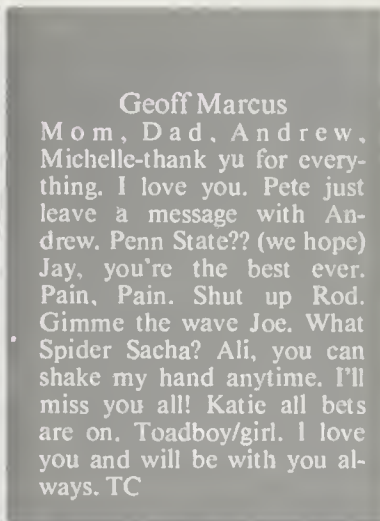 Geoff Marcus
Mom, Dad, Andrew,
Michelle-thank yu for every-
thing. I love you. Pete just
leave a message with An-
drew. Penn State?? (we hope)
Jay, you're the best ever.
Pain, Pain. Shut up Rod.
Gimme the wave Joe. What
Spider Sacha? Ali, you can
shake my hand anytime. I'll
miss you all! Katie all bets
are on. Toadboy/girl. I love
you and will be with you al-
ways. TC